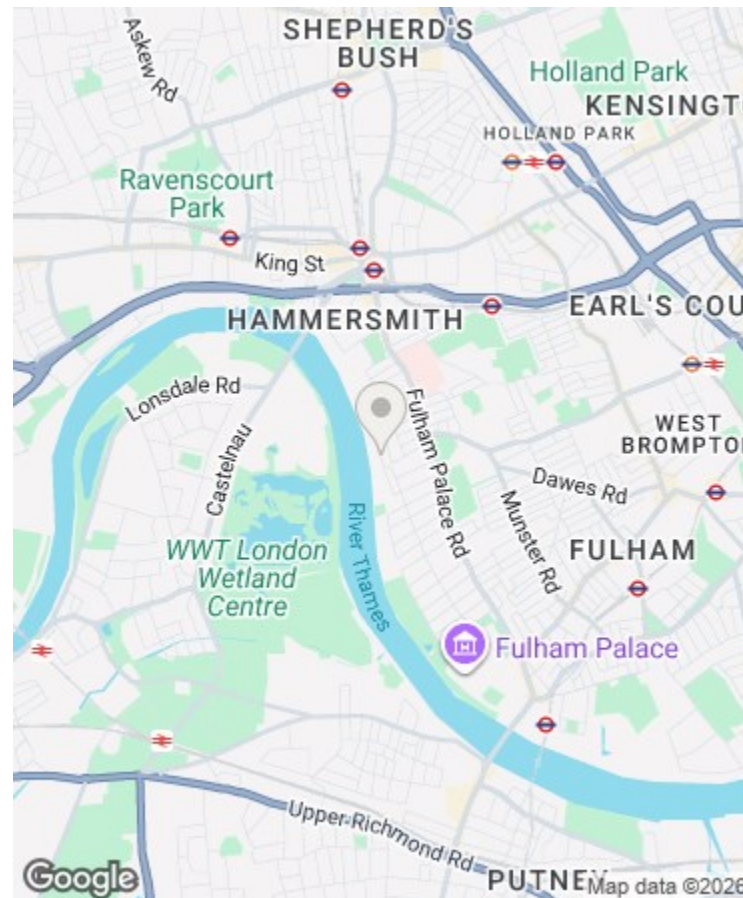 Askew Rd
SHEPHERD'S
BUSH
Holland Park
KENSINGT
HOLLAND PARK
Ravenscourt
Park
King St
HAMMERSMITH
EARL'S COU
Lonsdale Rd
Castelnau
Fulham Palace Rd
WEST
BROMPTO
Dawes Rd
Munster Rd
River Thames
WWT London
Wetland
Centre
FULHAM
Fulham Palace
Upper Richmond Rd
PUTNEY
Google
Map data ©2026